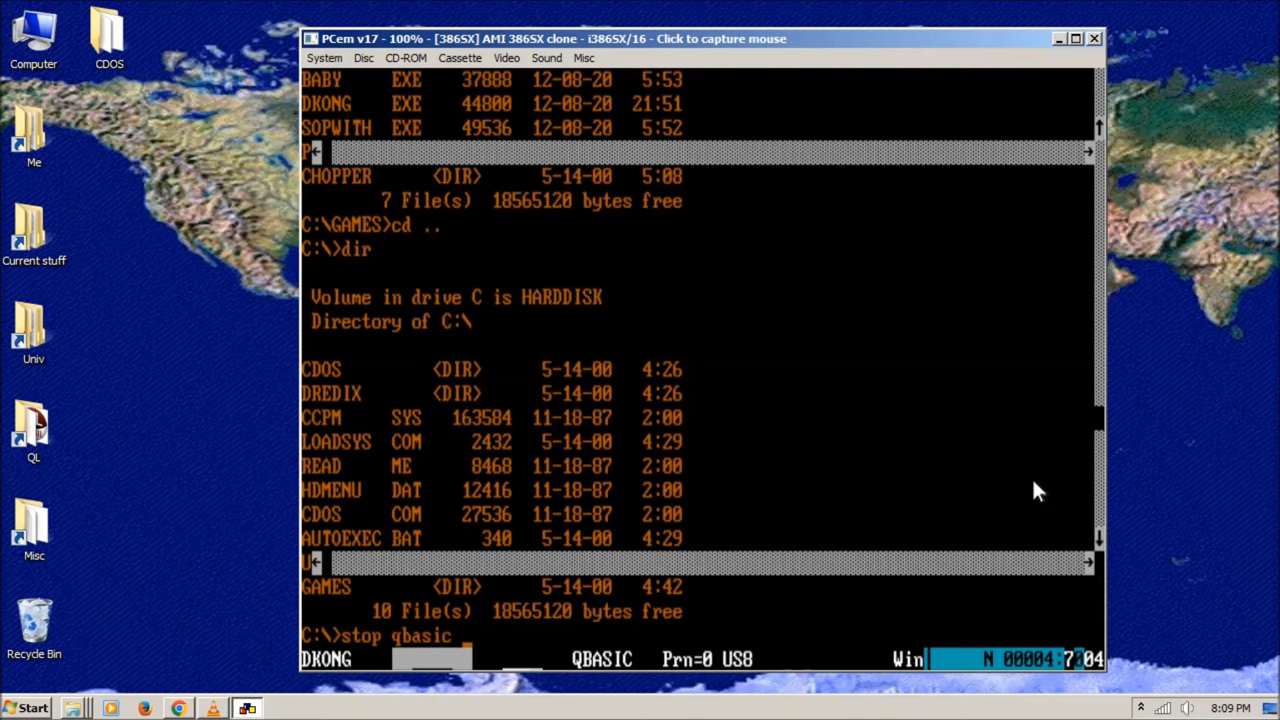 PCem v17 - 100% - [386SX] AMI 386SX clone - i386SX/16 - Click to capture mouse
System Disc CD-ROM Cassette Video Sound Misc
Computer
CDOS
Me
Current stuff
Univ
QL
Misc
Recycle Bin
BABY EXE 37888 12-08-20 5:53
DKONG EXE 44800 12-08-20 21:51
SOPWITH EXE 49536 12-08-20 5:52
P
CHOPPER <DIR> 5-14-00 5:08
7 File(s) 18565120 bytes free
C:\GAMES>cd ..
C:\>dir
Volume in drive C is HARDDISK
Directory of C:\
CDOS <DIR> 5-14-00 4:26
DREDIX <DIR> 5-14-00 4:26
CCPM SYS 163584 11-18-87 2:00
LOADSYS COM 2432 5-14-00 4:29
READ ME 8468 11-18-87 2:00
HDMENU DAT 12416 11-18-87 2:00
CDOS COM 27536 11-18-87 2:00
AUTOEXEC BAT 340 5-14-00 4:29
GAMES <DIR> 5-14-00 4:42
10 File(s) 18565120 bytes free
C:\>stop qbasic _
DKONG QBASIC Prn=0 US8 Win N 00004:
Start 8:09 PM